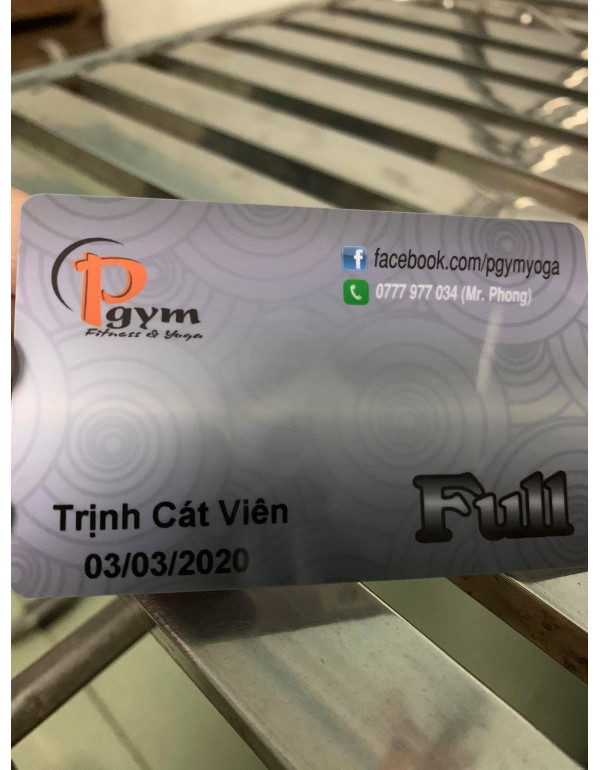 Pgym
Fitness & Yoga
facebook.com/pgymyoga
0777 977 034 (Mr. Phong)
Trịnh Cát Viên
03/03/2020
Full